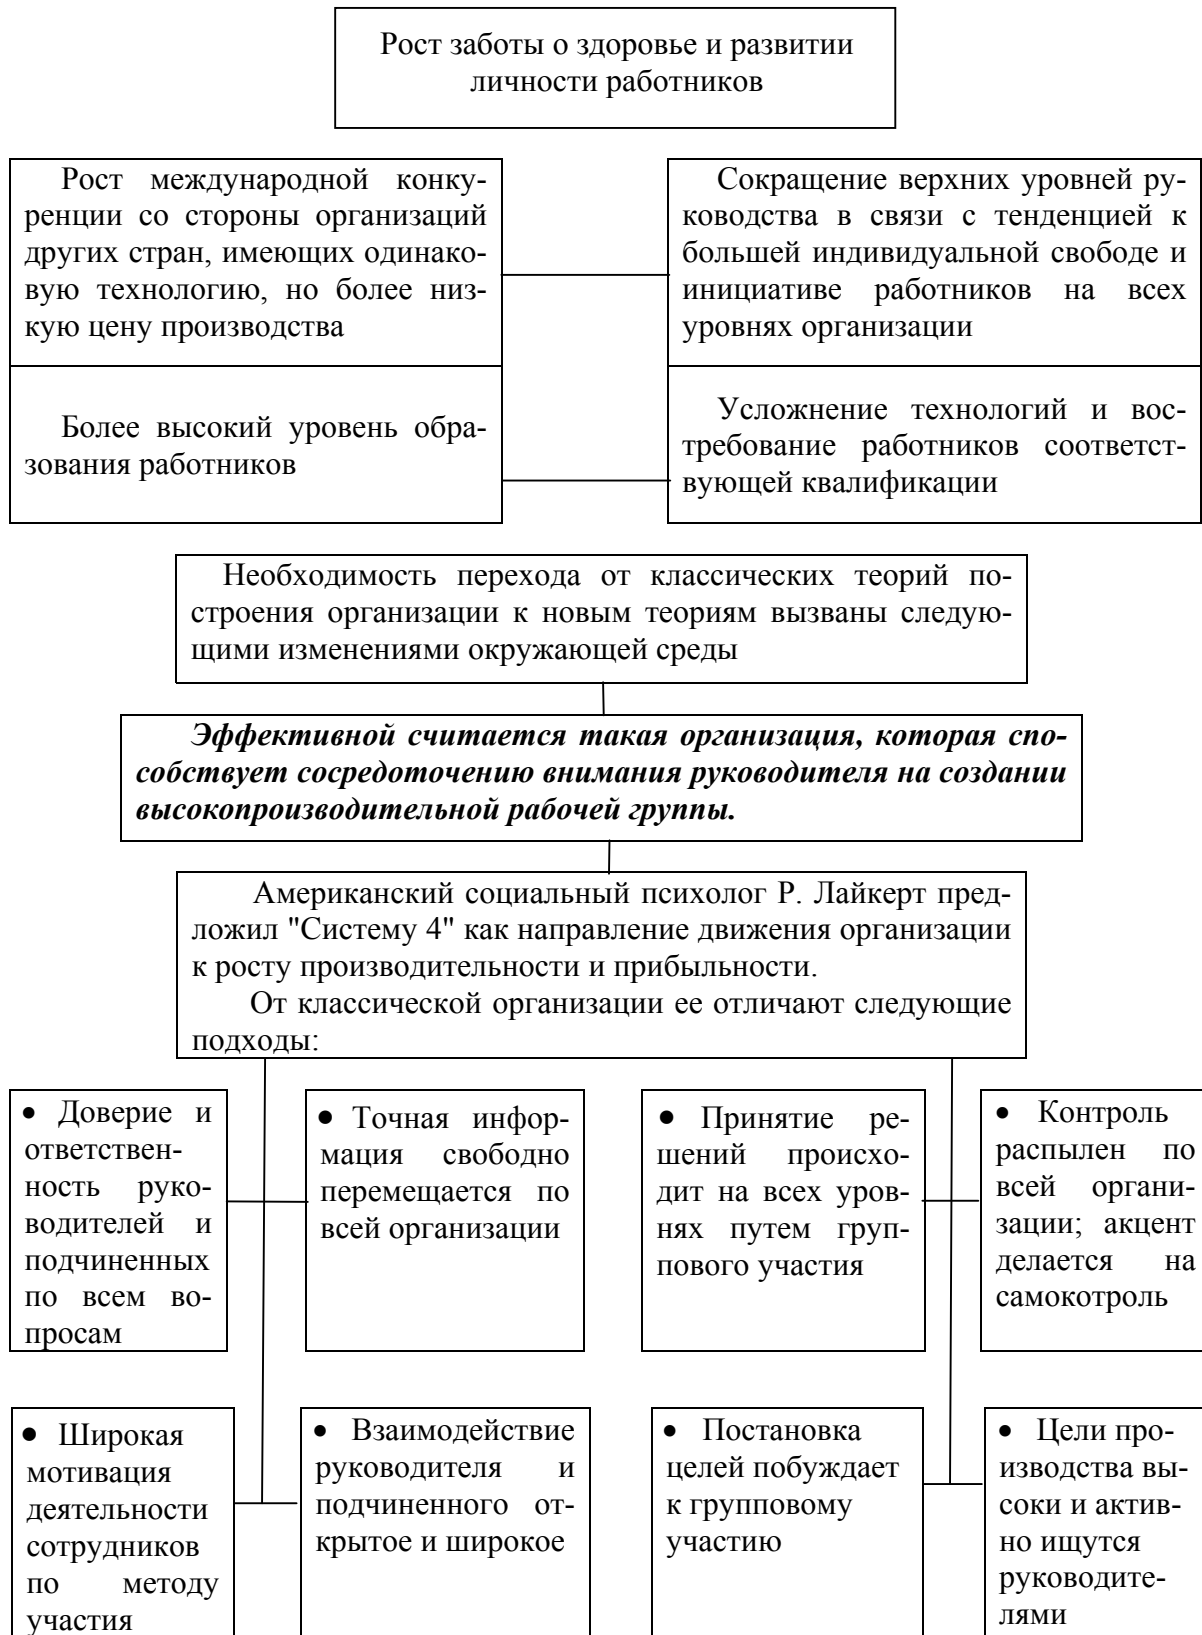 Рост заботы о здоровье и развитии
личности работников
Рост международной конку-
ренции со стороны организаций
других стран, имеющих одинако-
вую технологию, но более низ-
кую цену производства
Сокращение верхних уровней ру-
ководства в связи с тенденцией к
большей индивидуальной свободе и
инициативе работников на всех
уровнях организации
Более высокий уровень обра-
зования работников
Усложнение технологий и вос-
требование работников соответст-
вующей квалификации
Необходимость перехода от классических теорий по-
строения организации к новым теориям вызваны следую-
щими изменениями окружающей среды
Эффективной считается такая организация, которая спо-
собствует сосредоточению внимания руководителя на создании
высокопроизводительной рабочей группы.
Американский социальный психолог Р. Лайкерт пред-
ложил "Систему 4" как направление движения организации
к росту производительности и прибыльности.
От классической организации ее отличают следующие
подходы:
• Доверие и
ответствен-
ность руко-
водителей и
подчиненных
по всем во-
просам
• Точная инфор-
мация свободно
перемещается по
всей организации
• Принятие ре-
шений происхо-
дит на всех уров-
нях путем груп-
пового участия
• Контроль
распылен по
всей органи-
зации; акцент
делается на
самокотроль
• Широкая
мотивация
деятельности
сотрудников
по методу
участия
• Взаимодействие
руководителя и
подчиненного от-
крытое и широкое
• Постановка
целей побуждает
к групповому
участию
• Цели про-
изводства вы-
соки и актив-
но ищутся
руководите-
лями